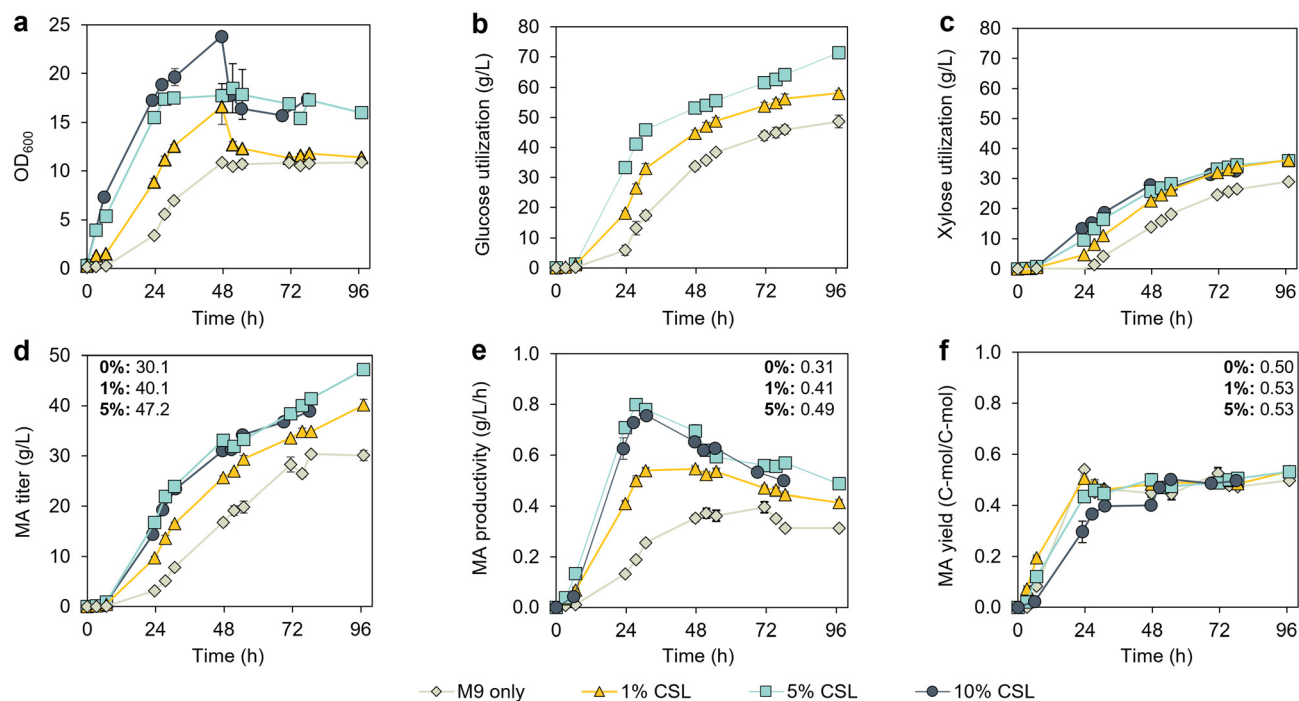 a
25
20
15
10
5
0
OD600
0 24 48 72 96
Time (h)
b
80
70
60
50
40
30
20
10
0
Glucose utilization (g/L)
0 24 48 72 96
Time (h)
c
80
70
60
50
40
30
20
10
0
Xylose utilization (g/L)
0 24 48 72 96
Time (h)
d
50
40
30
20
10
0
MA titer (g/L)
0%: 30.1
1%: 40.1
5%: 47.2
0 24 48 72 96
Time (h)
e
1.0
0.8
0.6
0.4
0.2
0.0
MA productivity (g/L/h)
0%: 0.31
1%: 0.41
5%: 0.49
0 24 48 72 96
Time (h)
f
1.0
0.8
0.6
0.4
0.2
0.0
MA yield (C-mol/C-mol)
0%: 0.50
1%: 0.53
5%: 0.53
0 24 48 72 96
Time (h)
M9 only 1% CSL 5% CSL 10% CSL